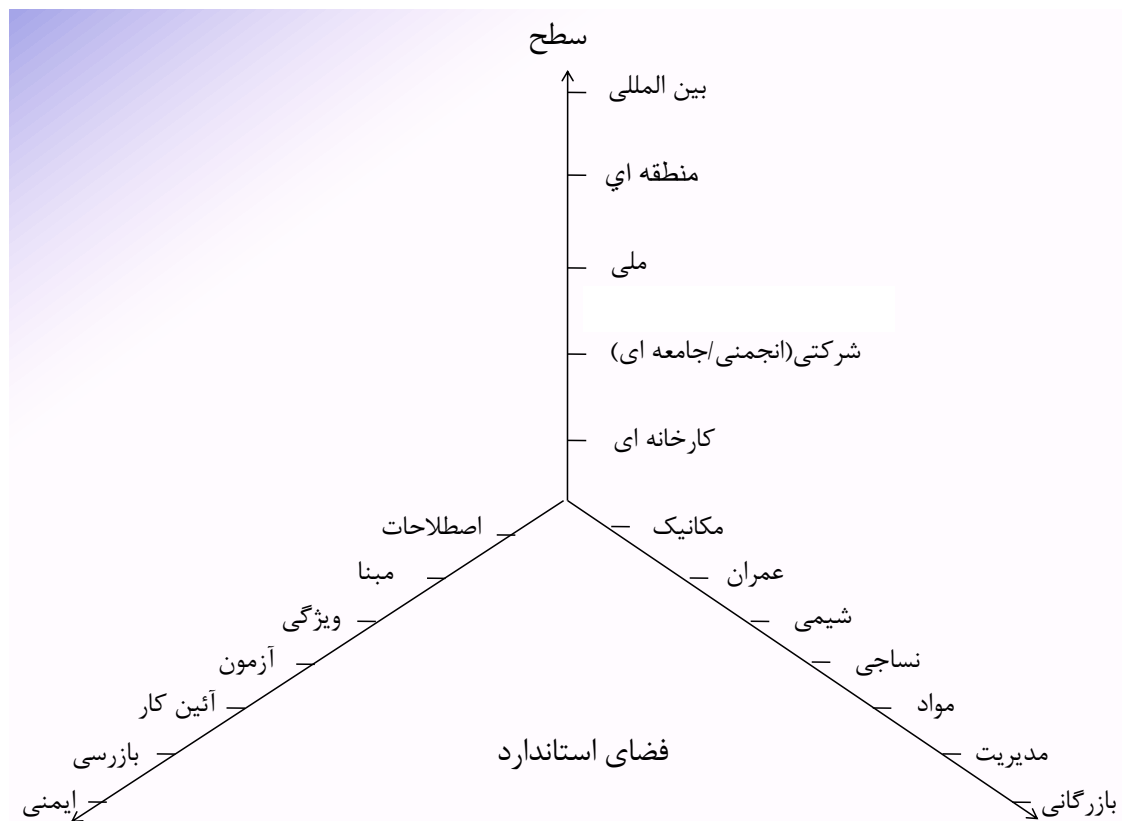 سطح
بین المللی
منطقه اي
ملی
شرکتی(انجمنی/جامعه ای)
کارخانه ای
مکانیک
عمران
شیمی
نساجی
مواد
مدیریت
بازرگانی
اصطلاحات
مبنا
ویژگی
آزمون
آئین کار
بازرسی
ایمنی
فضای استاندارد